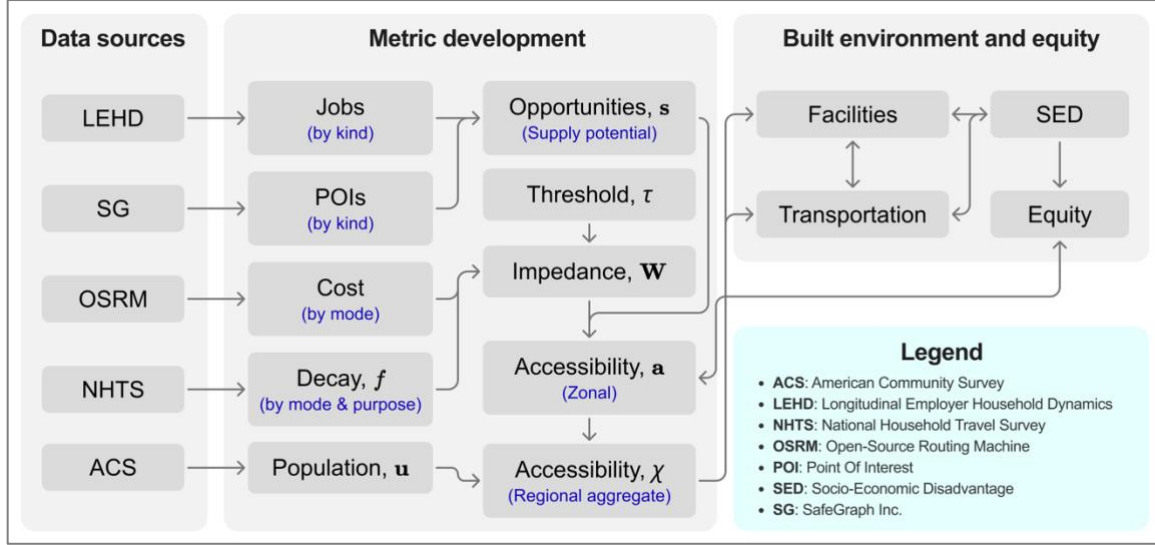 Data sources
LEHD
SG
OSRM
NHTS
ACS
Metric development
Jobs
(by kind)
POIs
(by kind)
Cost
(by mode)
Decay, f
(by mode & purpose)
Population, u
Opportunities, s
(Supply potential)
Threshold, τ
Impedance, W
Accessibility, a
(Zonal)
Accessibility, χ
(Regional aggregate)
Built environment and equity
Facilities
SED
Transportation
Equity
Legend
• ACS: American Community Survey
• LEHD: Longitudinal Employer Household Dynamics
• NHTS: National Household Travel Survey
• OSRM: Open-Source Routing Machine
• POI: Point Of Interest
• SED: Socio-Economic Disadvantage
• SG: SafeGraph Inc.